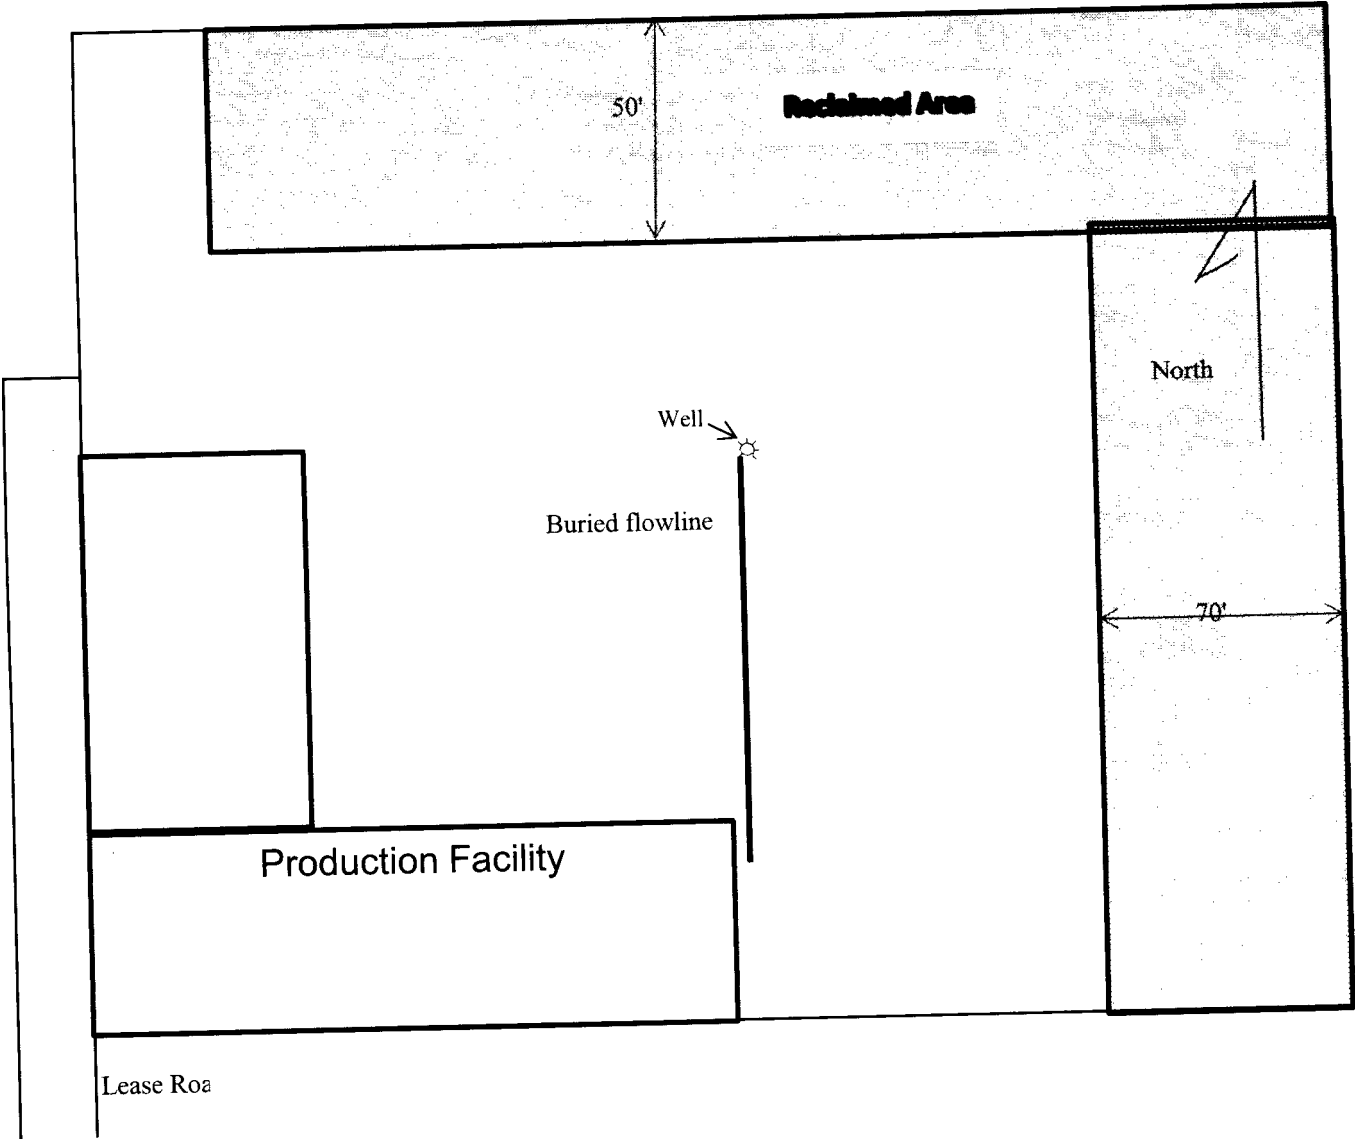 50'
Reclaimed Area
North
Well
Buried flowline
70'
Production Facility
Lease Roa